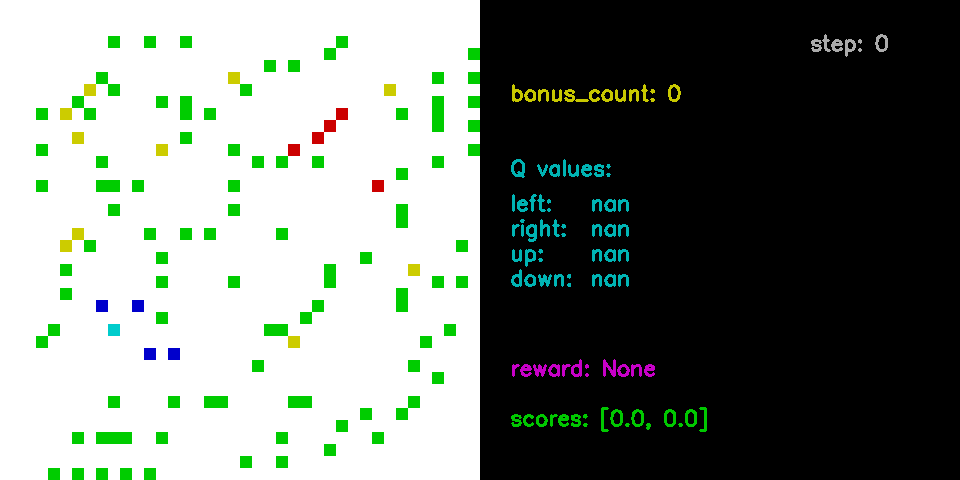 step: 0
bonus_count: 0
Q values:
left: nan
right: nan
up: nan
down: nan
reward: None
scores: [0.0, 0.0]